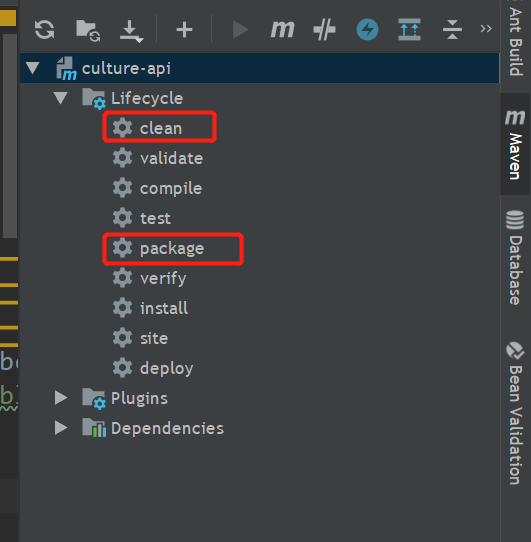 culture-api
Lifecycle
clean
validate
compile
test
package
verify
install
site
deploy
Plugins
Dependencies
Ant Build
Maven
Database
Bean Validation